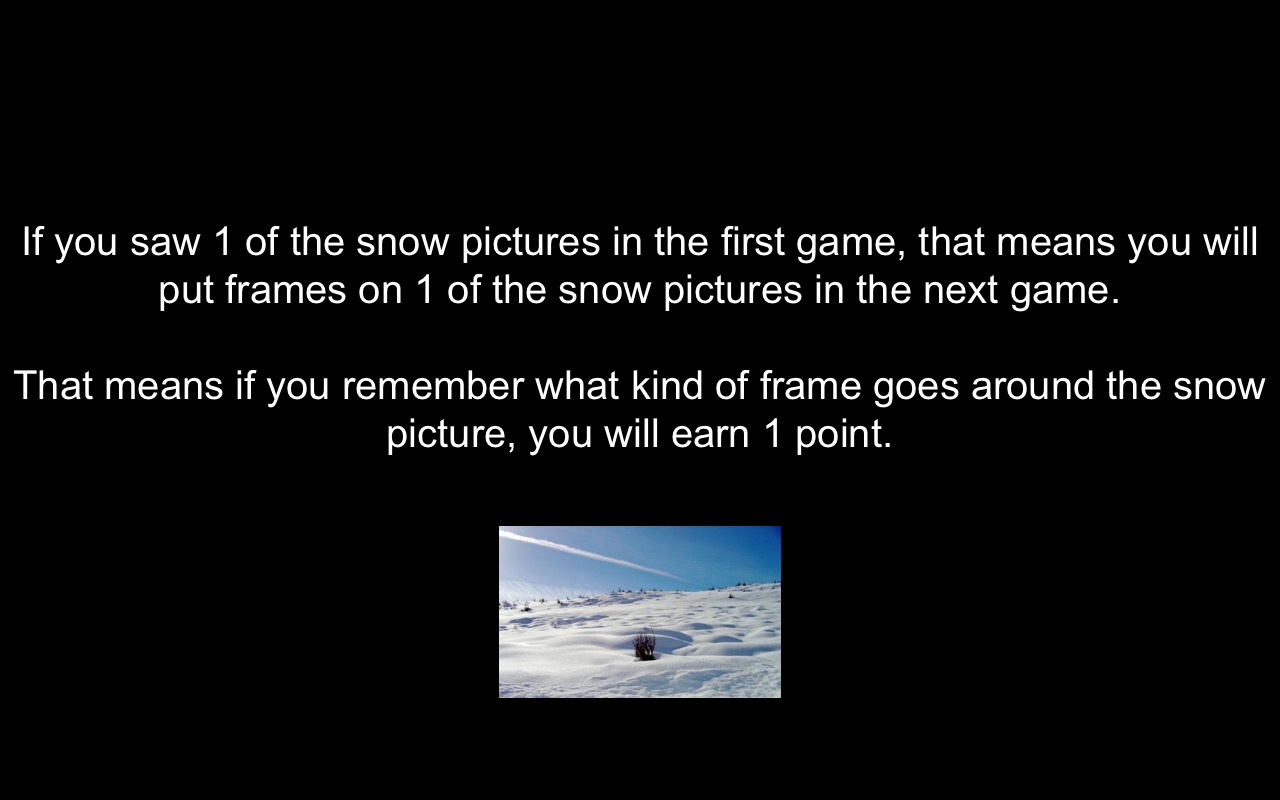 If you saw 1 of the snow pictures in the first game, that means you will
put frames on 1 of the snow pictures in the next game.
That means if you remember what kind of frame goes around the snow
picture, you will earn 1 point.